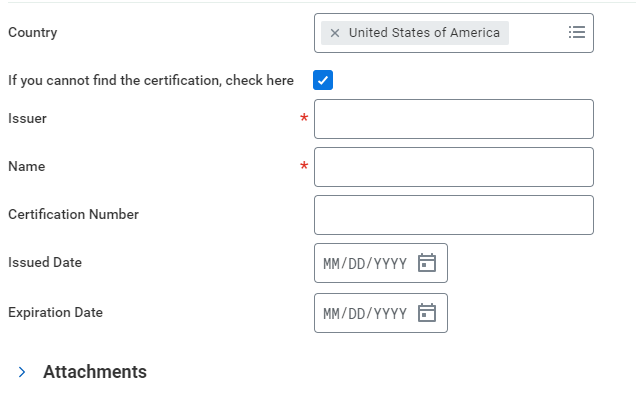 Country
× United States of America
If you cannot find the certification, check here
Issuer *
Name *
Certification Number
Issued Date MM/DD/YYYY
Expiration Date MM/DD/YYYY
Attachments